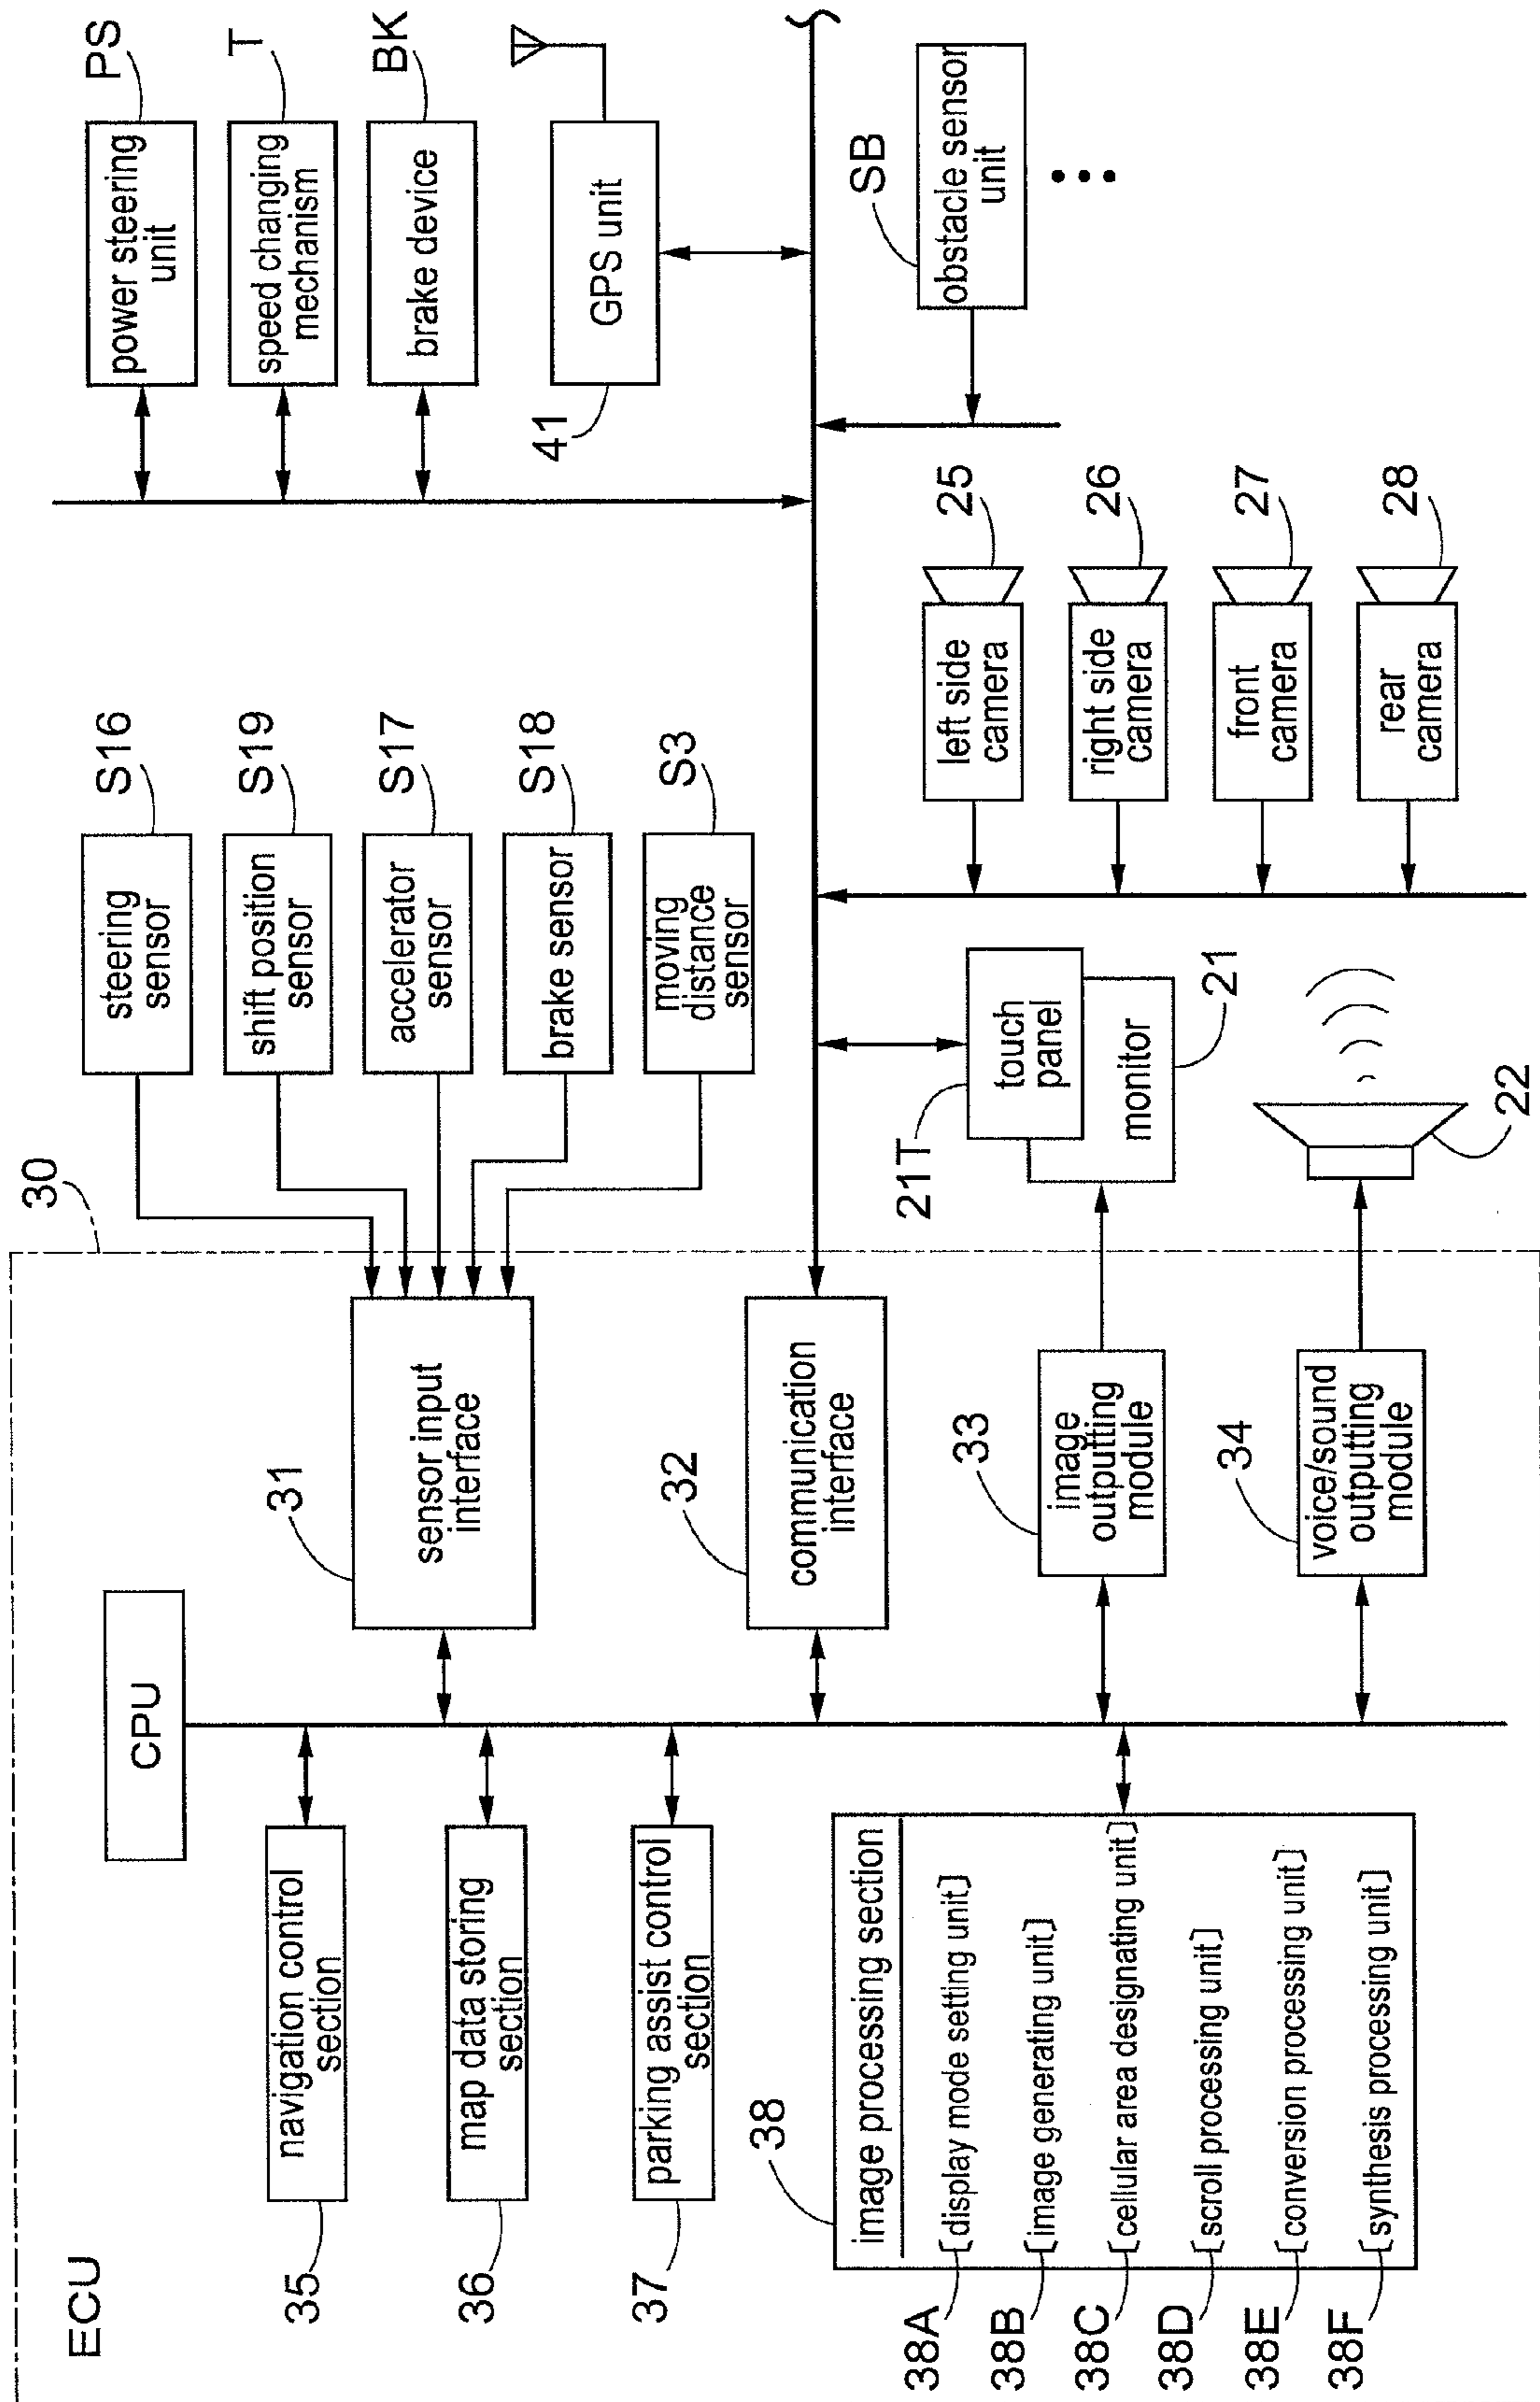 ECU
30
CPU
35
navigation control
section
36
map data storing
section
37
parking assist control
section
38
image processing section
38A
[display mode setting unit]
38B
[image generating unit]
38C
[cellular area designating unit]
38D
[scroll processing unit]
38E
[conversion processing unit]
38F
[synthesis processing unit]
31
sensor input
interface
32
communication
interface
33
image
outputting
module
34
voice/sound
outputting
module
steering
sensor
S16
shift position
sensor
S19
accelerator
sensor
S17
brake sensor
S18
moving
distance
sensor
S3
21T
touch
panel
monitor
21
22
left side
camera
25
right side
camera
26
front
camera
27
rear
camera
28
power steering
unit
PS
speed changing
mechanism
T
brake device
BK
GPS unit
41
SB
obstacle sensor
unit